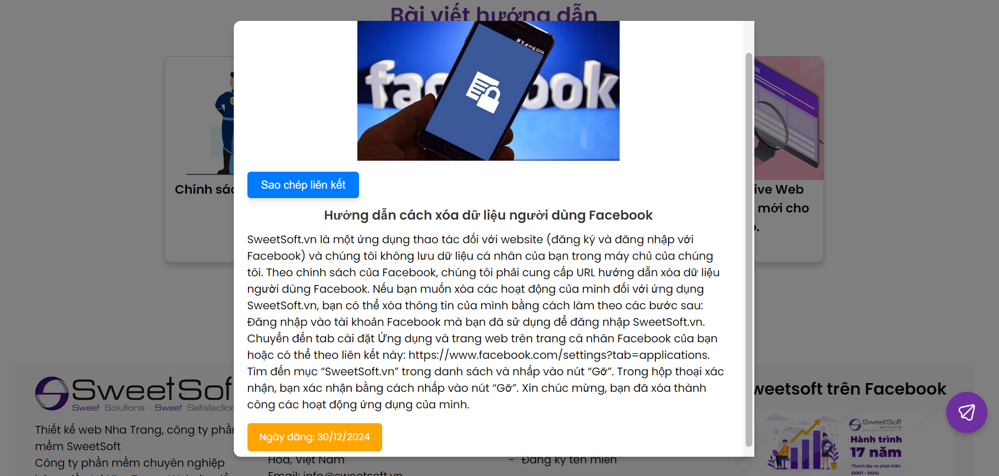 Bài viết hướng dẫn
23:04
facebook
Sao chép liên kết
Hướng dẫn cách xóa dữ liệu người dùng Facebook
SweetSoft.vn là một ứng dụng thao tác đối với website (đăng ký và đăng nhập với
Facebook) và chúng tôi không lưu dữ liệu cá nhân của bạn trong máy chủ của chúng
tôi. Theo chính sách của Facebook, chúng tôi phải cung cấp URL hướng dẫn xóa dữ liệu
người dùng Facebook. Nếu bạn muốn xóa các hoạt động của mình đối với ứng dụng
SweetSoft.vn, bạn có thể xóa thông tin của mình bằng cách làm theo các bước sau:
Đăng nhập vào tài khoản Facebook mà bạn đã sử dụng để đăng nhập SweetSoft.vn.
Chuyển đến tab cài đặt Ứng dụng và trang web trên trang cá nhân Facebook của bạn
hoặc có thể theo liên kết này: https://www.facebook.com/settings?tab=applications.
Tìm đến mục “SweetSoft.vn” trong danh sách và nhấp vào nút “Gỡ”. Trong hộp thoại xác
nhận, bạn xác nhận bằng cách nhấp vào nút “Gỡ”. Xin chúc mừng, bạn đã xóa thành
công các hoạt động ứng dụng của mình.
Ngày đăng: 30/12/2024
Chính sác
ive Web
mới cho
SweetSof
Sweet Solutions - Sweet Satisfaction
Thiết kế web Nha Trang, công ty phần
mềm SweetSoft
Công ty phần mềm chuyên nghiệp
Hoà, Việt Nam
Email: info@sweetsoft.vn
- Đăng ký tên miền
weetsoft trên Facebook
SweetSoft
solutions
Hành trình
17 năm
Thành lập và phát triển
(2007 - 2024)